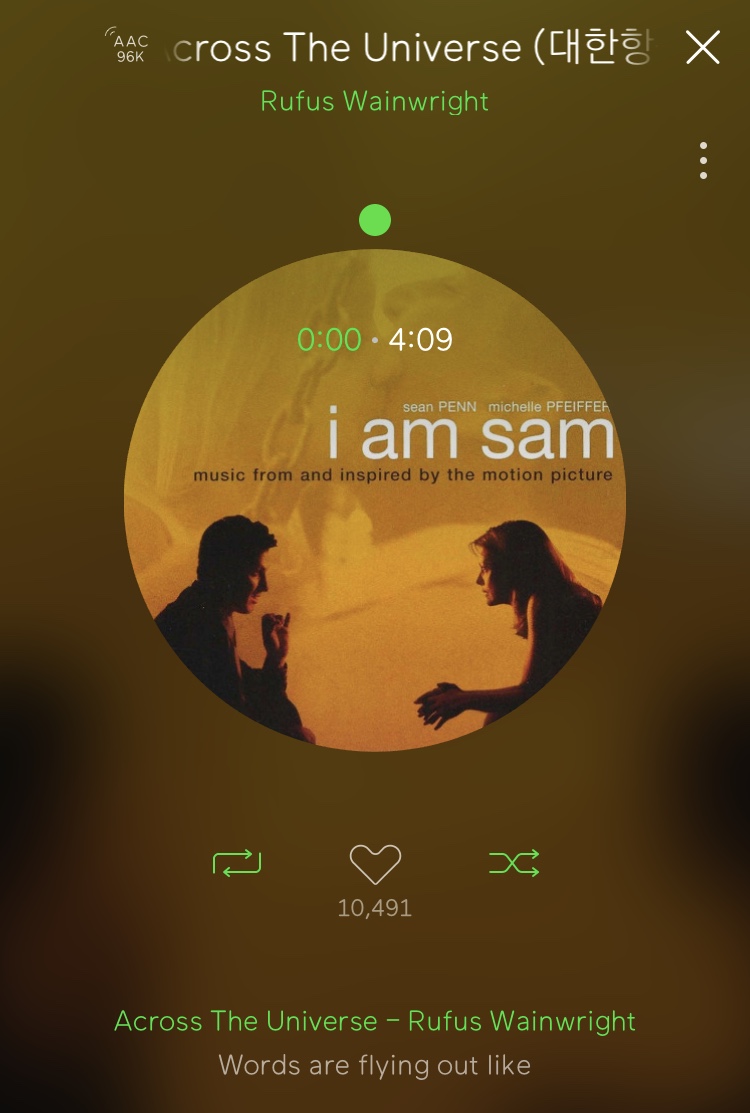 AAC
96K
Across The Universe (대한항
Rufus Wainwright
0:00 • 4:09
sean PENN michelle PFEIFFER
i am sam
music from and inspired by the motion picture
10,491
Across The Universe – Rufus Wainwright
Words are flying out like